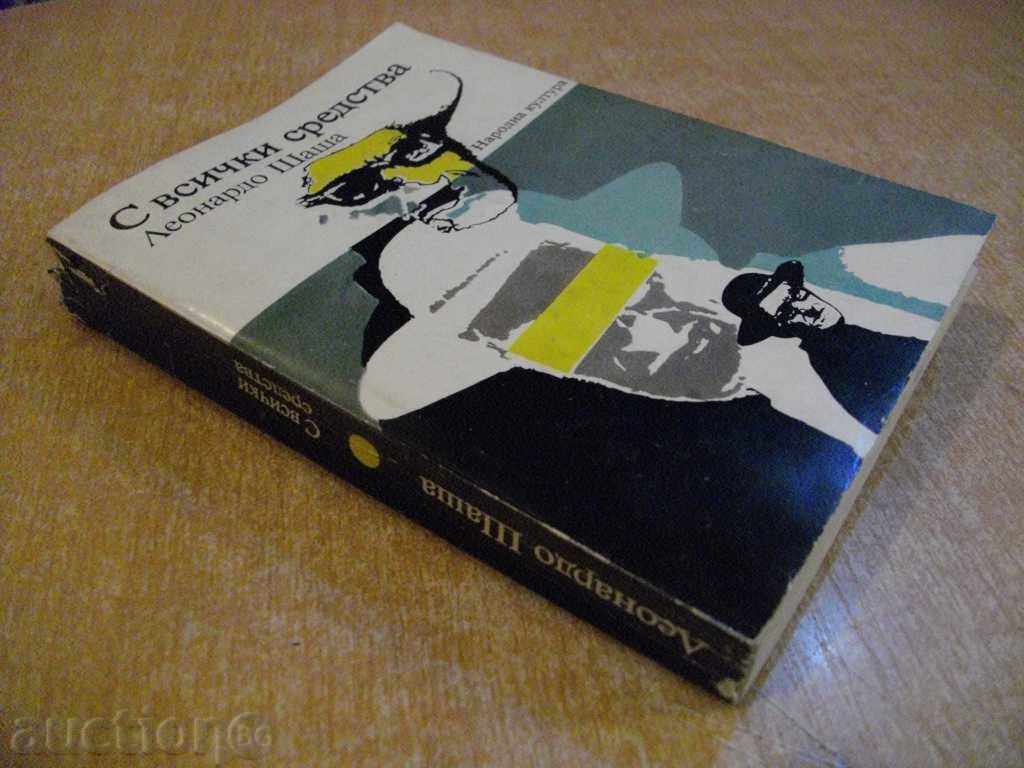 С всички средства
Леонардо Шаша
Народна култура
С всички
средства
Леонардо Шаша
auction.bg